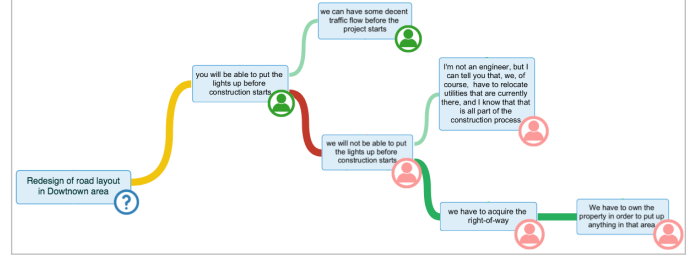 we can have some decent
traffic flow before the
project starts
you will be able to put the
lights up before
construction starts
I'm not an engineer, but I
can tell you that, we, of
course, have to relocate
utilities that are currently
there, and I know that that
is all part of the
construction process
we will not be able to put
the lights up before
construction starts
Redesign of road layout
in Dowtnown area
?
we have to acquire the
right-of-way
We have to own the
property in order to put up
anything in that area